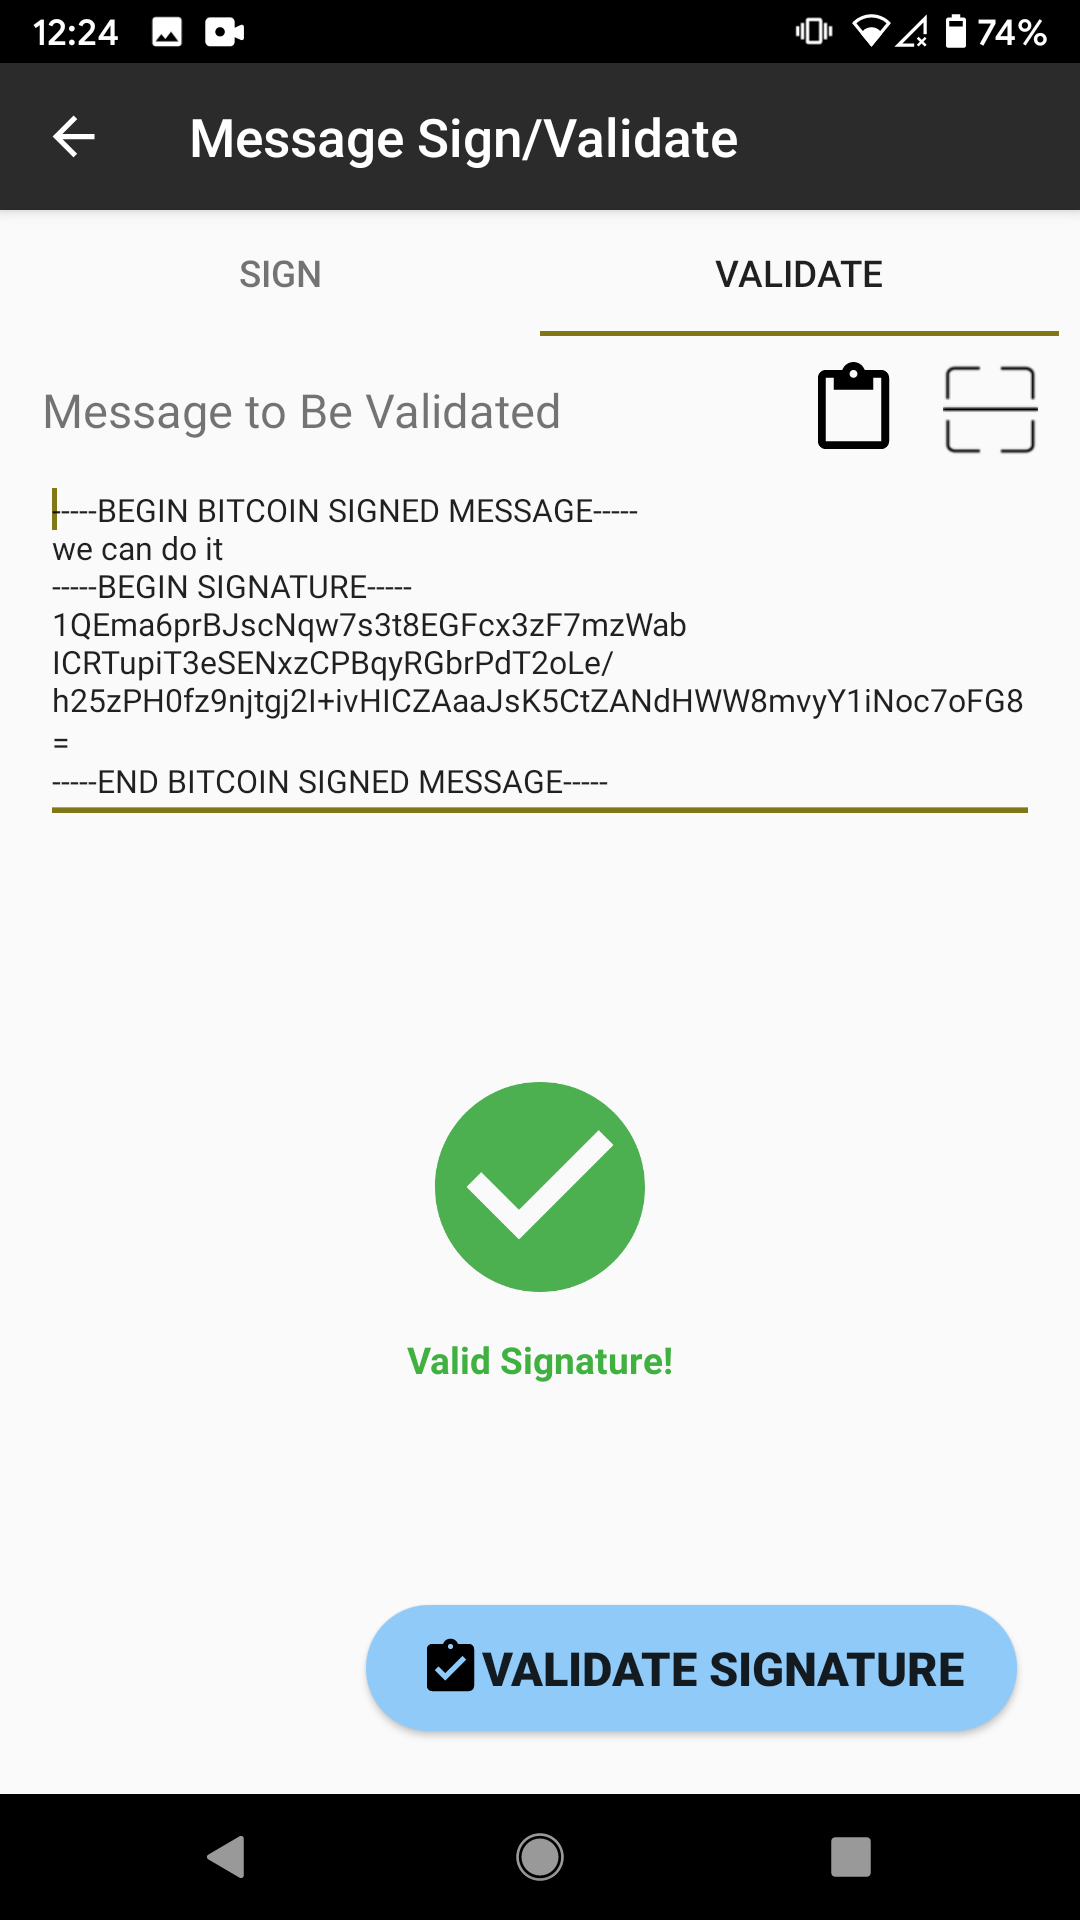 12:24
74%
Message Sign/Validate
SIGN
VALIDATE
Message to Be Validated
-----BEGIN BITCOIN SIGNED MESSAGE-----
we can do it
-----BEGIN SIGNATURE-----
1QEma6prBJscNqw7s3t8EGFcx3zF7mzWab
ICRTupiT3eSENxzCPBqyRGbrPdT2oLe/
h25zPH0fz9njtgj2I+ivHICZAaaJsK5CtZANdHWW8mvyY1iNoc7oFG8
=
-----END BITCOIN SIGNED MESSAGE-----
Valid Signature!
VALIDATE SIGNATURE